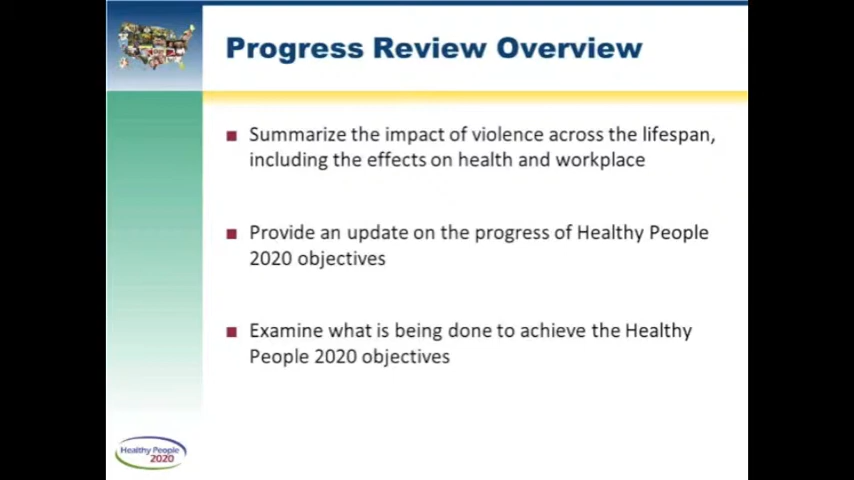 Progress Review Overview
■ Summarize the impact of violence across the lifespan,
including the effects on health and workplace
■ Provide an update on the progress of Healthy People
2020 objectives
■ Examine what is being done to achieve the Healthy
People 2020 objectives
Healthy People
2020